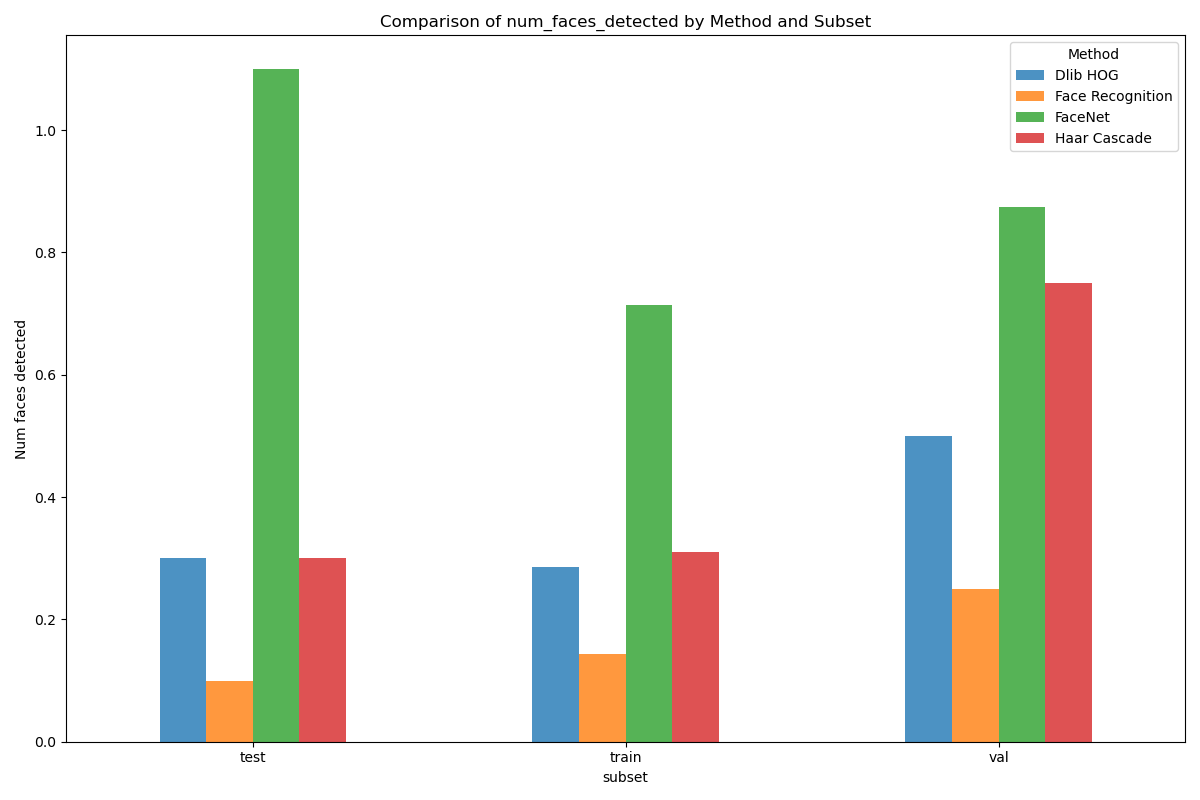 Comparison of num_faces_detected by Method and Subset
Method
Dlib HOG
Face Recognition
FaceNet
Haar Cascade
Num faces detected
1.0
0.8
0.6
0.4
0.2
0.0
test
train
val
subset